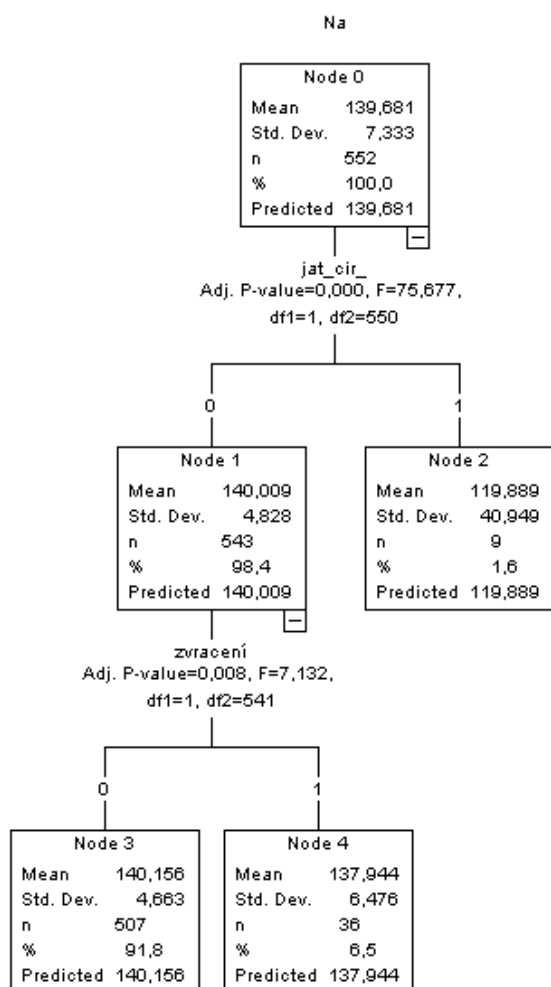 Na
Node 0
Mean 139,681
Std. Dev. 7,333
n 552
% 100,0
Predicted 139,681
jat_cir_
Adj. P-value=0,000, F=75,677,
df1=1, df2=550
0 1
Node 1
Mean 140,009
Std. Dev. 4,828
n 543
% 98,4
Predicted 140,009
Node 2
Mean 119,889
Std. Dev. 40,949
n 9
% 1,6
Predicted 119,889
zvracení
Adj. P-value=0,008, F=7,132,
df1=1, df2=541
0 1
Node 3
Mean 140,156
Std. Dev. 4,663
n 507
% 91,8
Predicted 140,156
Node 4
Mean 137,944
Std. Dev. 6,476
n 36
% 6,5
Predicted 137,944